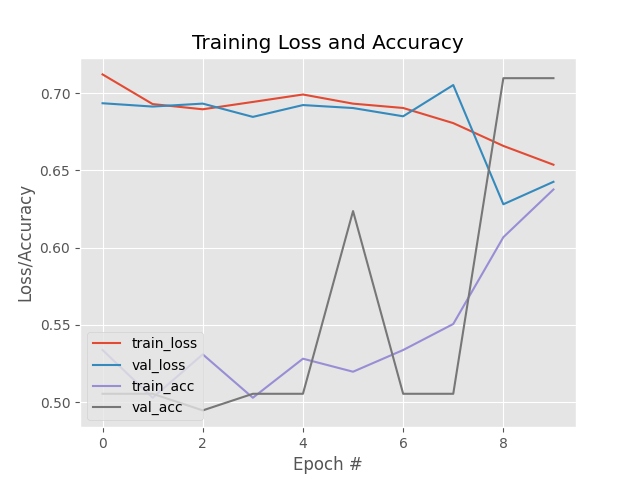 Training Loss and Accuracy
Loss/Accuracy
0.70
0.65
0.60
0.55
0.50
train_loss
val_loss
train_acc
val_acc
0 2 4 6 8
Epoch #